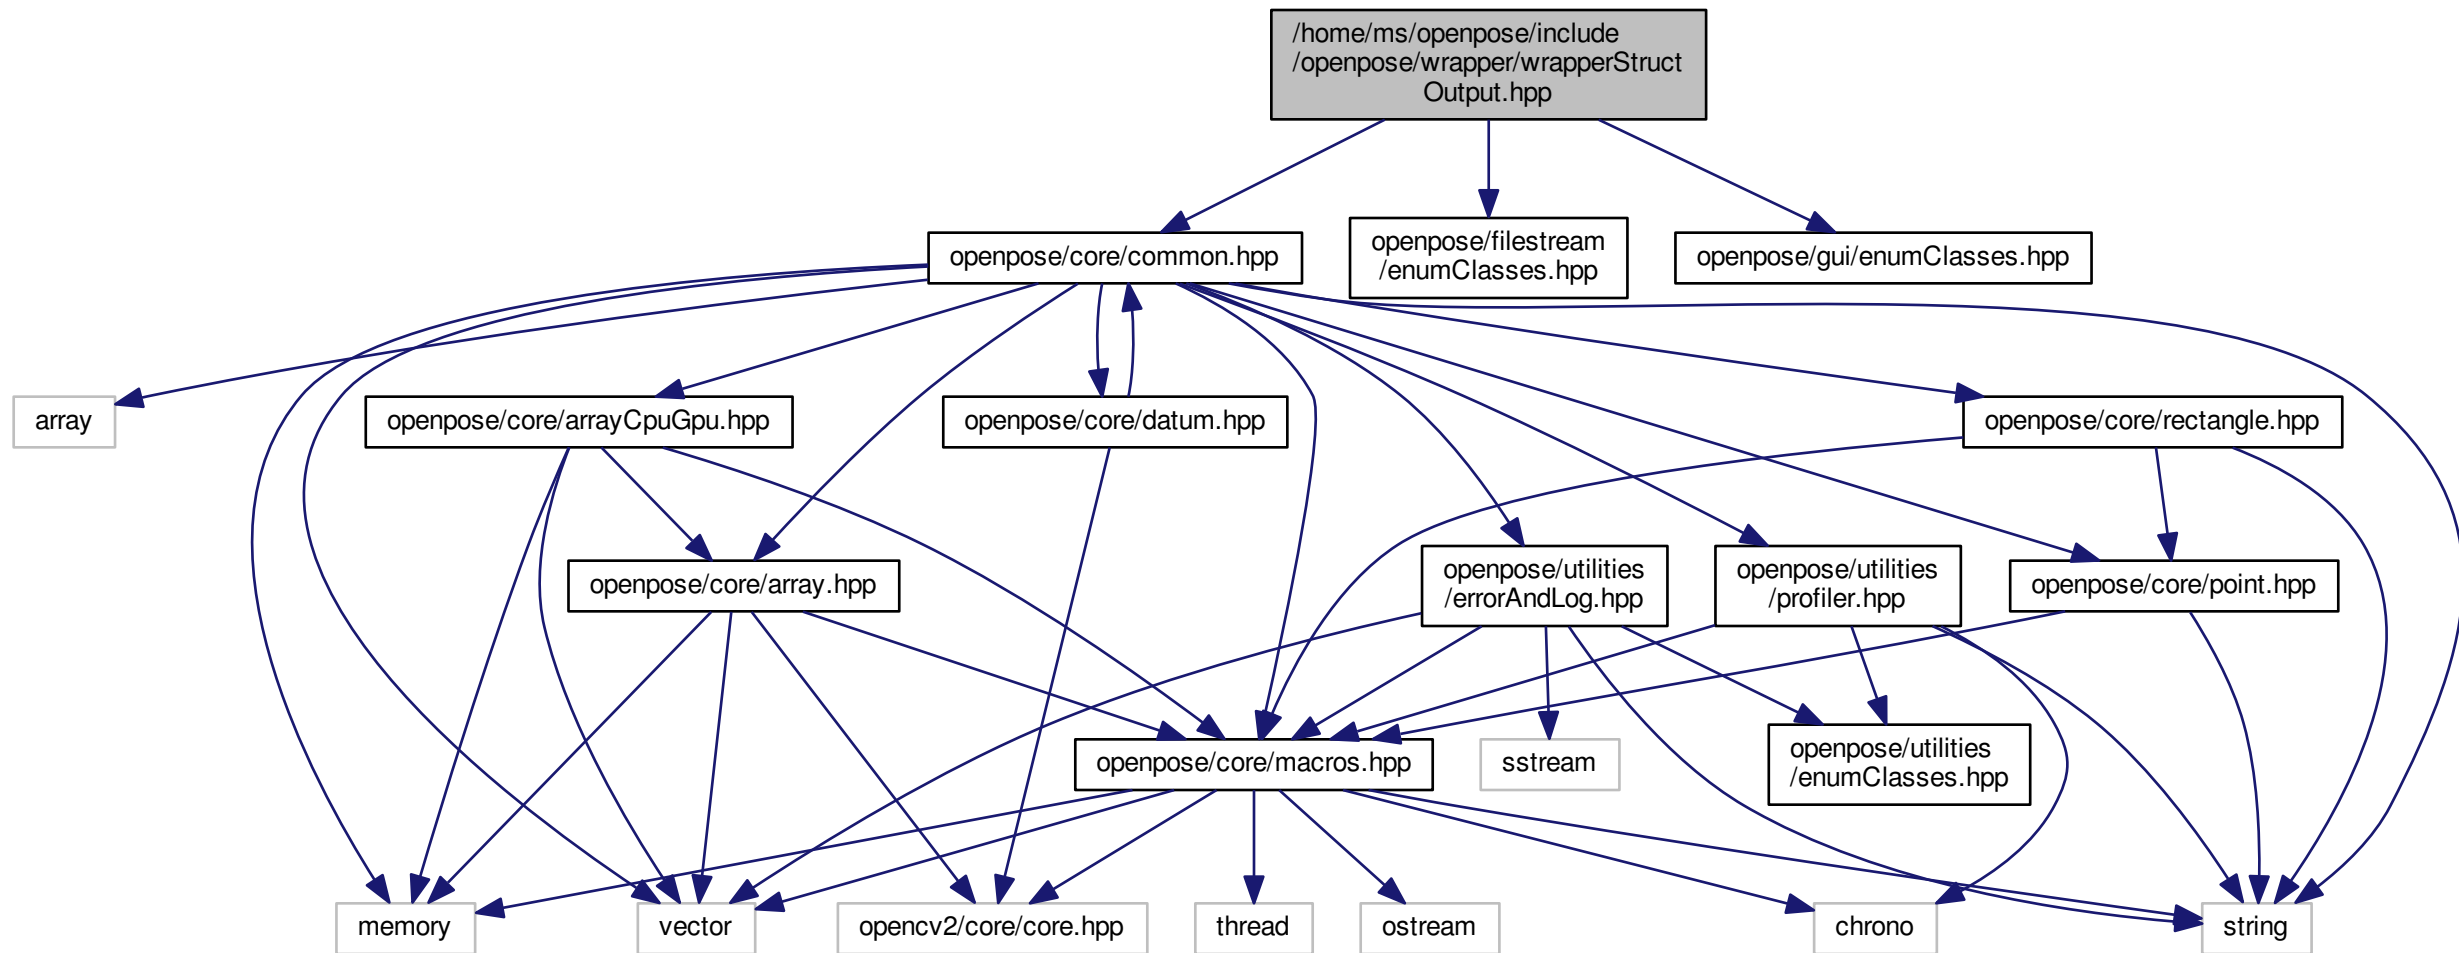 /home/ms/openpose/include
/openpose/wrapper/wrapperStruct
Output.hpp
openpose/core/common.hpp
openpose/filestream
/enumClasses.hpp
openpose/gui/enumClasses.hpp
array
openpose/core/arrayCpuGpu.hpp
openpose/core/datum.hpp
openpose/core/rectangle.hpp
openpose/core/array.hpp
openpose/utilities
/errorAndLog.hpp
openpose/utilities
/profiler.hpp
openpose/core/point.hpp
openpose/core/macros.hpp
sstream
openpose/utilities
/enumClasses.hpp
memory
vector
opencv2/core/core.hpp
thread
ostream
chrono
string